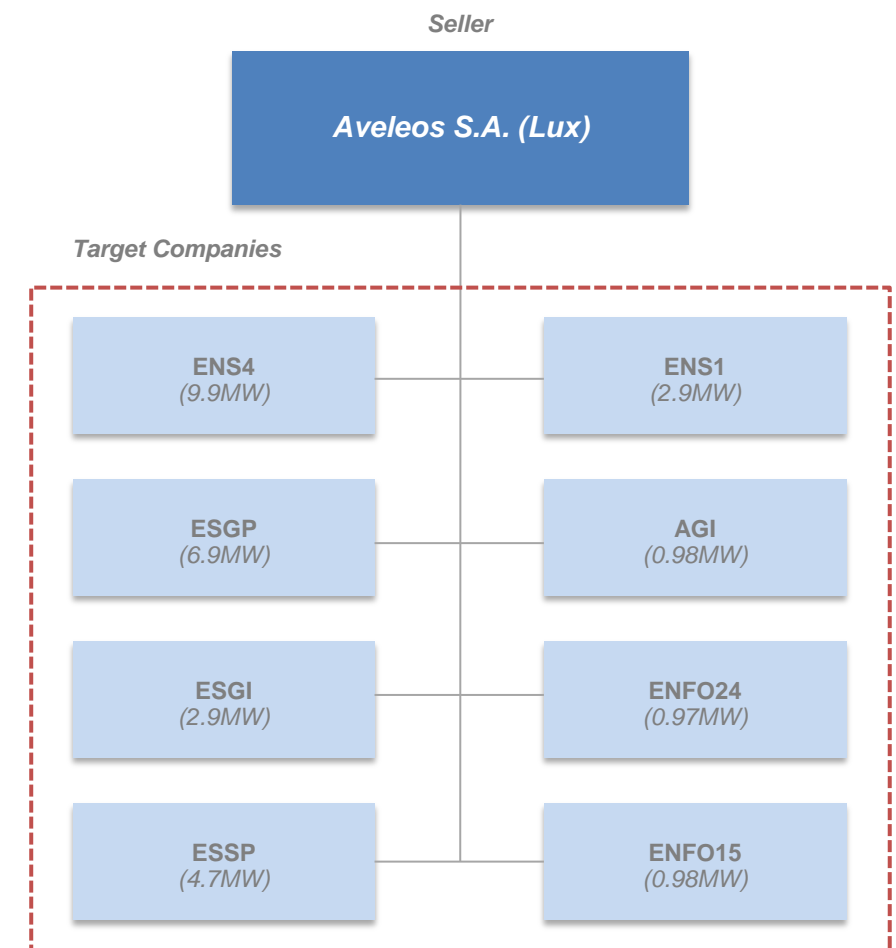 Seller
Aveleos S.A. (Lux)
Target Companies
ENS4
(9.9MW)
ENS1
(2.9MW)
ESGP
(6.9MW)
AGI
(0.98MW)
ESGI
(2.9MW)
ENFO24
(0.97MW)
ESSP
(4.7MW)
ENFO15
(0.98MW)